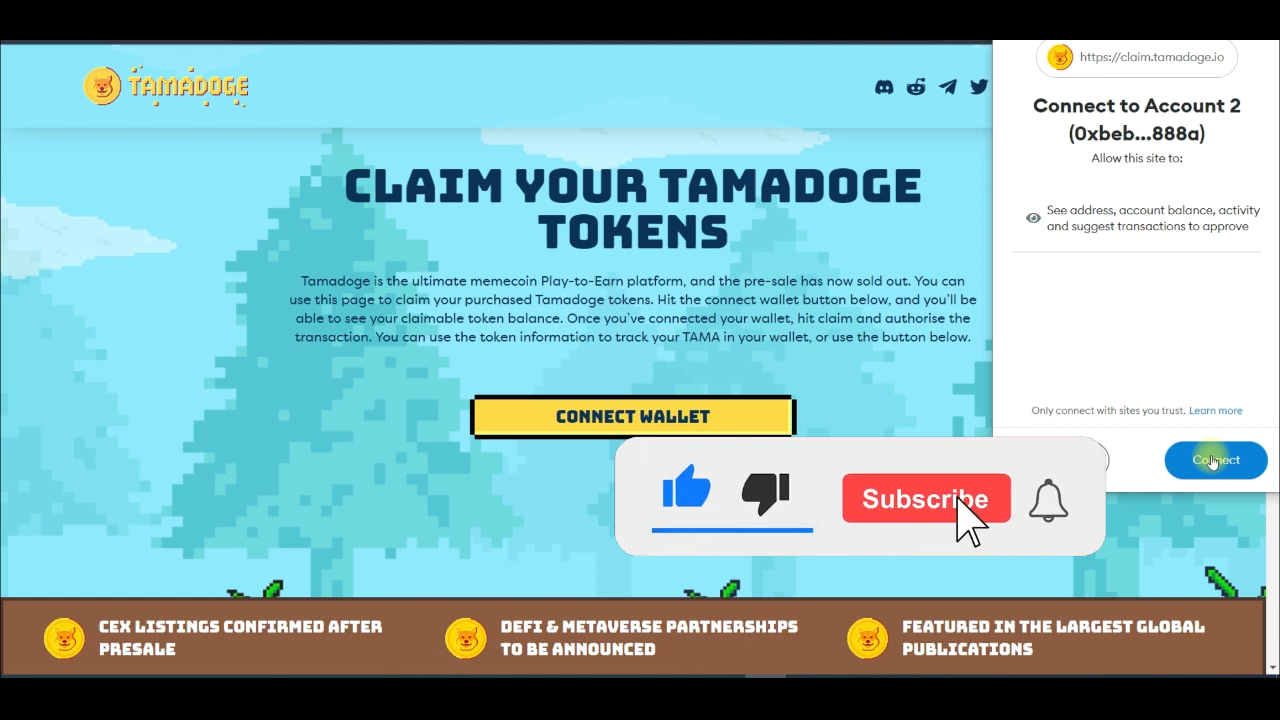 TAMADOGE
https://claim.tamadoge.io
Connect to Account 2
(0xbeb...888a)
Allow this site to:
See address, account balance, activity
and suggest transactions to approve
CLAIM YOUR TAMADOGE
TOKENS
Tamadoge is the ultimate memecoin Play-to-Earn platform, and the pre-sale has now sold out. You can
use this page to claim your purchased Tamadoge tokens. Hit the connect wallet button below, and you'll be
able to see your claimable token balance. Once you've connected your wallet, hit claim and authorise the
transaction. You can use the token information to track your TAMA in your wallet, or use the button below.
CONNECT WALLET
Only connect with sites you trust. Learn more
Connect
Subscribe
CEX LISTINGS CONFIRMED AFTER
PRESALE
DEFI & METAVERSE PARTNERSHIPS
TO BE ANNOUNCED
FEATURED IN THE LARGEST GLOBAL
PUBLICATIONS